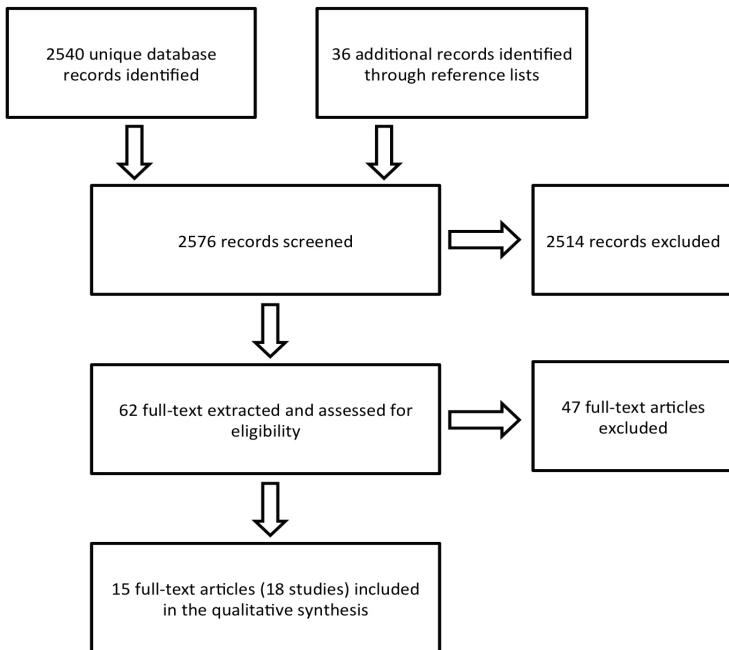 2540 unique database
records identified
36 additional records identified
through reference lists
2576 records screened
2514 records excluded
62 full-text extracted and assessed for
eligibility
47 full-text articles
excluded
15 full-text articles (18 studies) included
in the qualitative synthesis